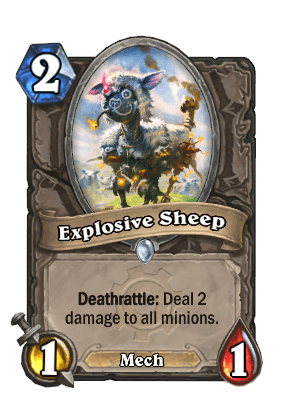 2
Explosive Sheep
Deathrattle: Deal 2
damage to all minions.
1
Mech
1